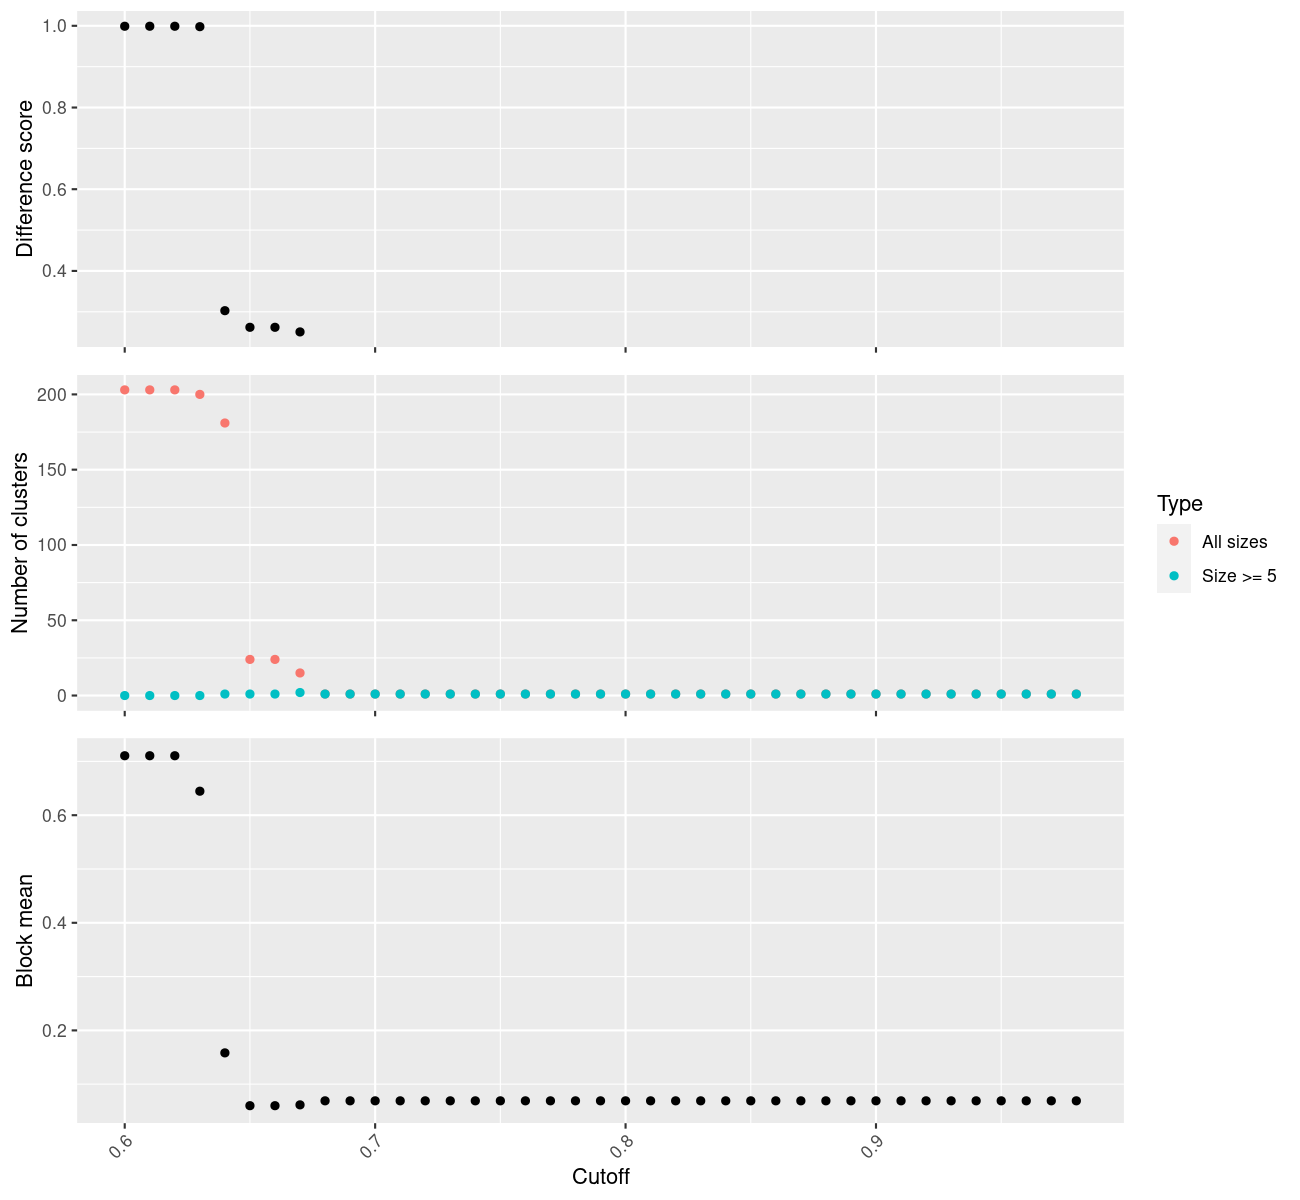 Difference score
1.0
0.8
0.6
0.4
Number of clusters
200
150
100
50
0
Type
All sizes
Size >= 5
Block mean
0.6
0.4
0.2
0.6
0.7
0.8
0.9
Cutoff